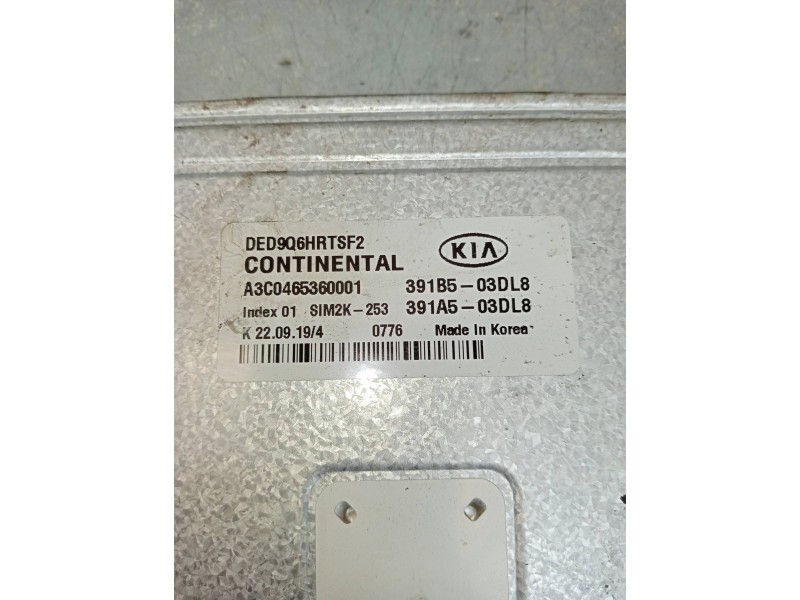 DED9Q6HRTSF2
KIA
CONTINENTAL
A3C0465360001 391B5-03DL8
Index 01 SIM2K-253 391A5-03DL8
K 22.09.19/4 0776 Made In Korea